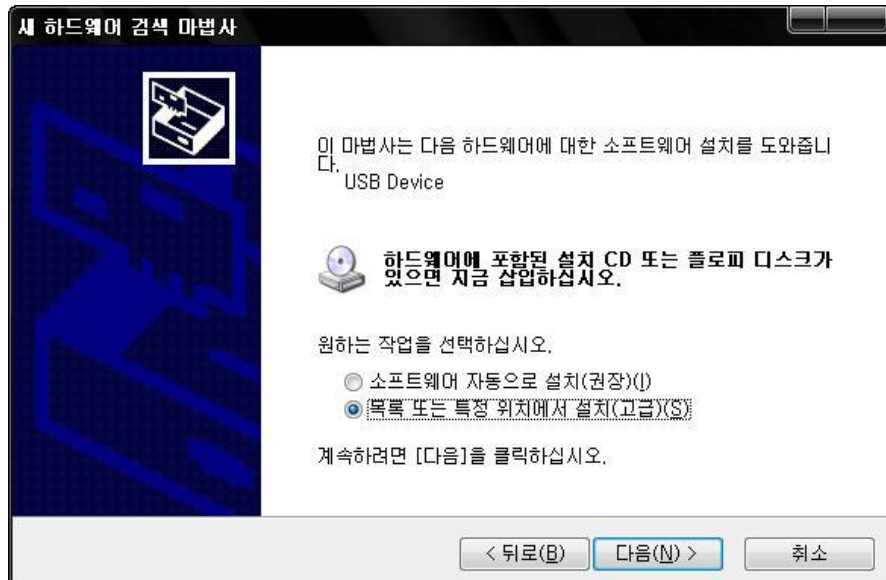 새 하드웨어 검색 마법사
이 마법사는 다음 하드웨어에 대한 소프트웨어 설치를 도와줍니
다.
USB Device
하드웨어에 포함된 설치 CD 또는 플로피 디스크가
있으면 지금 삽입하십시오.
원하는 작업을 선택하십시오.
소프트웨어 자동으로 설치(권장)(I)
목록 또는 특정 위치에서 설치(고급)(S)
계속하려면 [다음]을 클릭하십시오.
< 뒤로(B) 다음(N) > 취소